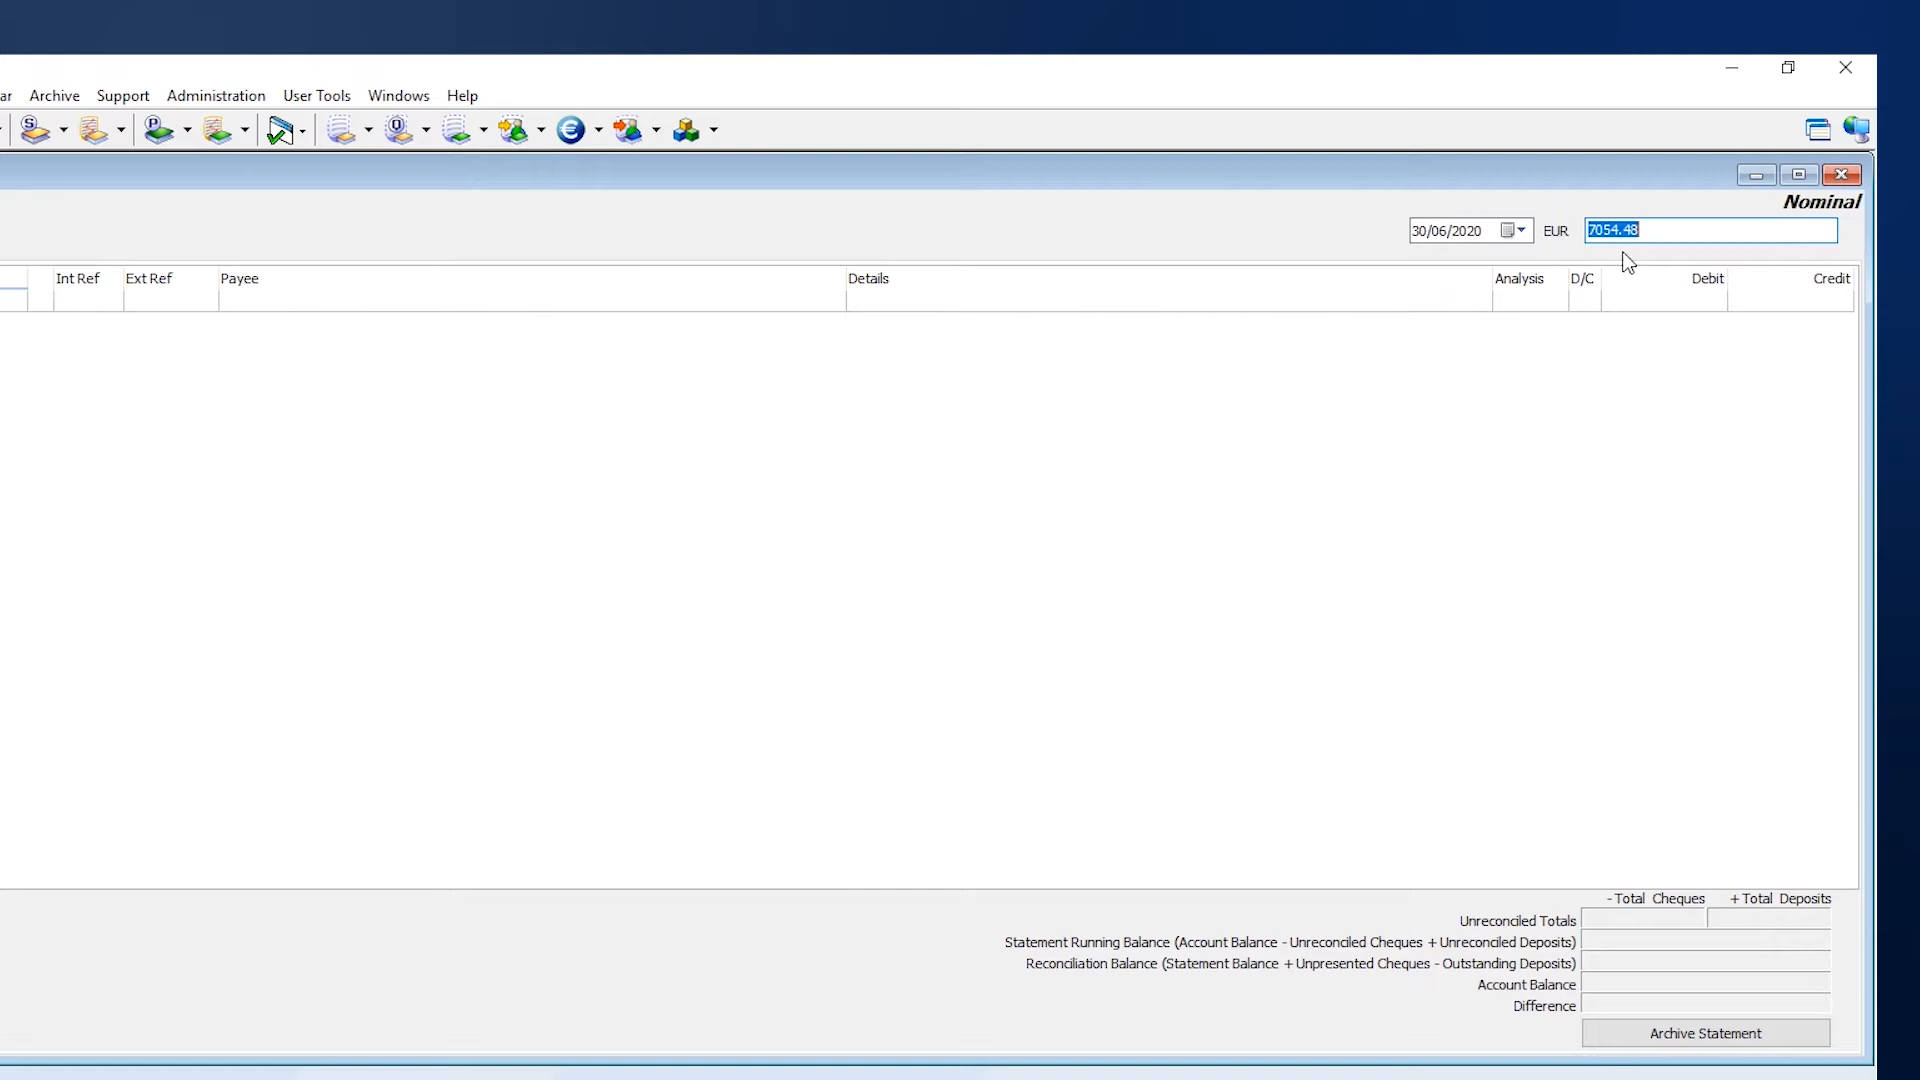 ar Archive Support Administration User Tools Windows Help
S P Q €
Nominal
30/06/2020 EUR 7054.48
Int Ref Ext Ref Payee Details Analysis D/C Debit Credit
- Total Cheques + Total Deposits
Unreconciled Totals
Statement Running Balance (Account Balance - Unreconciled Cheques + Unreconciled Deposits)
Reconciliation Balance (Statement Balance + Unpresented Cheques - Outstanding Deposits)
Account Balance
Difference
Archive Statement